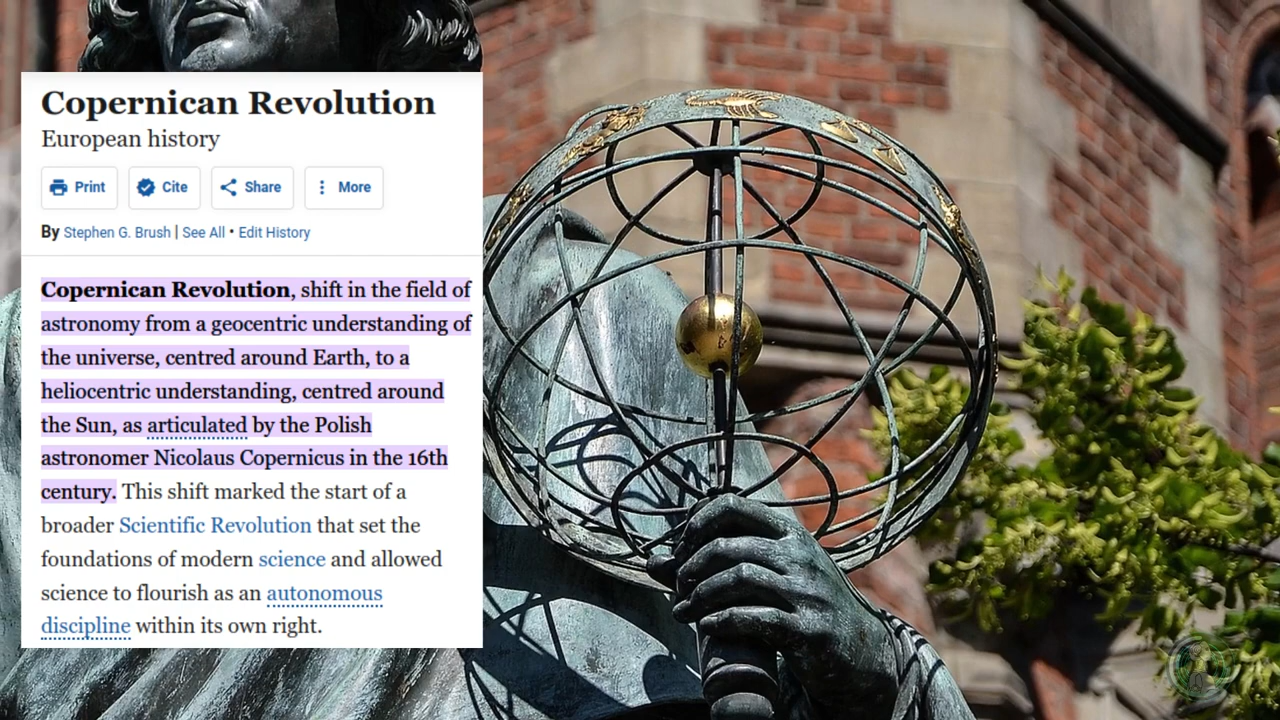 Copernican Revolution
European history
Print Cite Share More
By Stephen G. Brush | See All • Edit History
Copernican Revolution, shift in the field of
astronomy from a geocentric understanding of
the universe, centred around Earth, to a
heliocentric understanding, centred around
the Sun, as articulated by the Polish
astronomer Nicolaus Copernicus in the 16th
century. This shift marked the start of a
broader Scientific Revolution that set the
foundations of modern science and allowed
science to flourish as an autonomous
discipline within its own right.